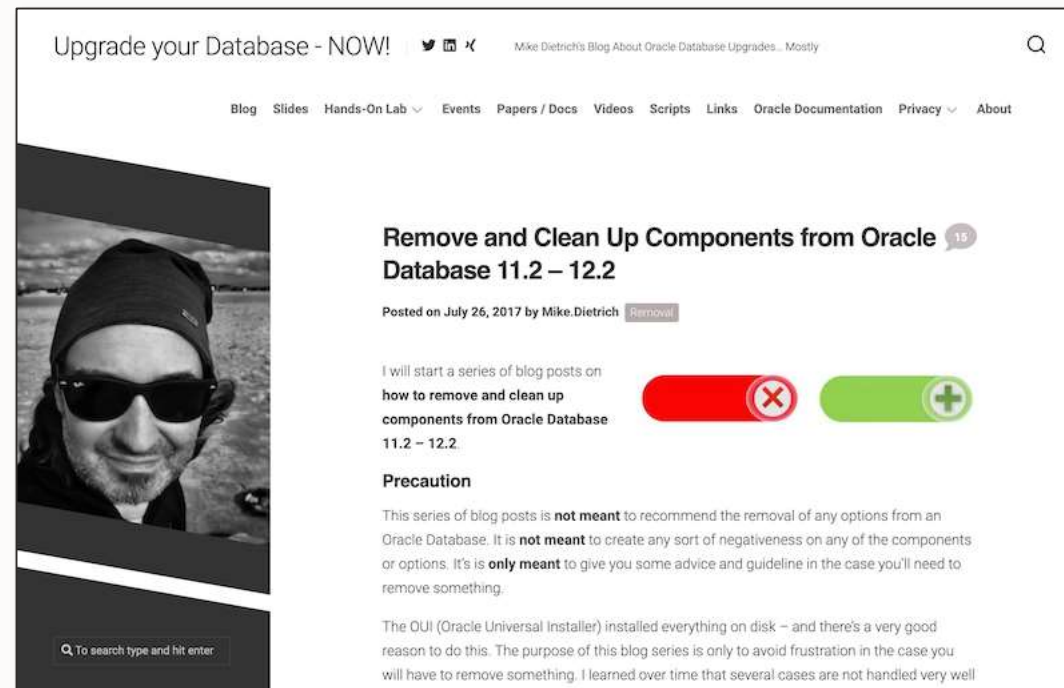 Upgrade your Database - NOW!
Mike Dietrich's Blog About Oracle Database Upgrades... Mostly
Blog Slides Hands-On Lab Events Papers / Docs Videos Scripts Links Oracle Documentation Privacy About
Remove and Clean Up Components from Oracle 15
Database 11.2 – 12.2
Posted on July 26, 2017 by Mike.Dietrich Removal
I will start a series of blog posts on
how to remove and clean up
components from Oracle Database
11.2 – 12.2.
Precaution
This series of blog posts is not meant to recommend the removal of any options from an
Oracle Database. It is not meant to create any sort of negativeness on any of the components
or options. It's is only meant to give you some advice and guideline in the case you'll need to
remove something.
The OUI (Oracle Universal Installer) installed everything on disk – and there's a very good
reason to do this. The purpose of this blog series is only to avoid frustration in the case you
will have to remove something. I learned over time that several cases are not handled very well
To search type and hit enter